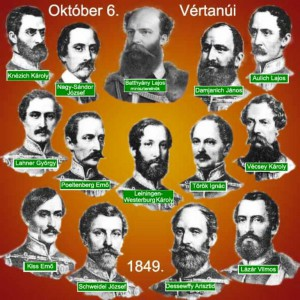 Október 6. Vértanúi
Knézich Károly
Nagy-Sándor
József
Batthyány Lajos
miniszterelnök
Damjanich János
Aulich Lajos
Lahner György
Poeltenberg Ernő
Leiningen-
Westerburg Károly
Török Ignác
Vécsey Károly
Kiss Ernő
Schweidel József
1849.
Dessewffy Arisztid
Lázár Vilmos